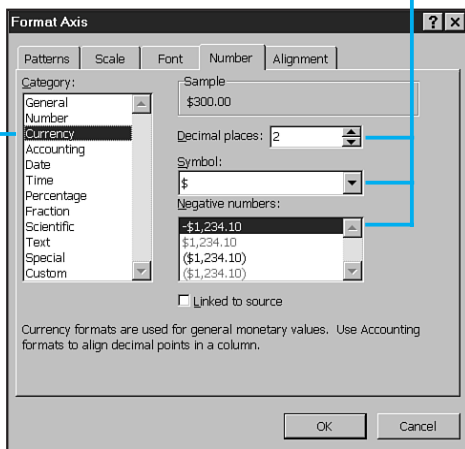 Format Axis
Patterns Scale Font Number Alignment
Category:
General
Number
Currency
Accounting
Date
Time
Percentage
Fraction
Scientific
Text
Special
Custom
Sample
$300.00
Decimal places: 2
Symbol:
$
Negative numbers:
-$1,234.10
$1,234.10
($1,234.10)
($1,234.10)
Linked to source
Currency formats are used for general monetary values. Use Accounting
formats to align decimal points in a column.
OK Cancel